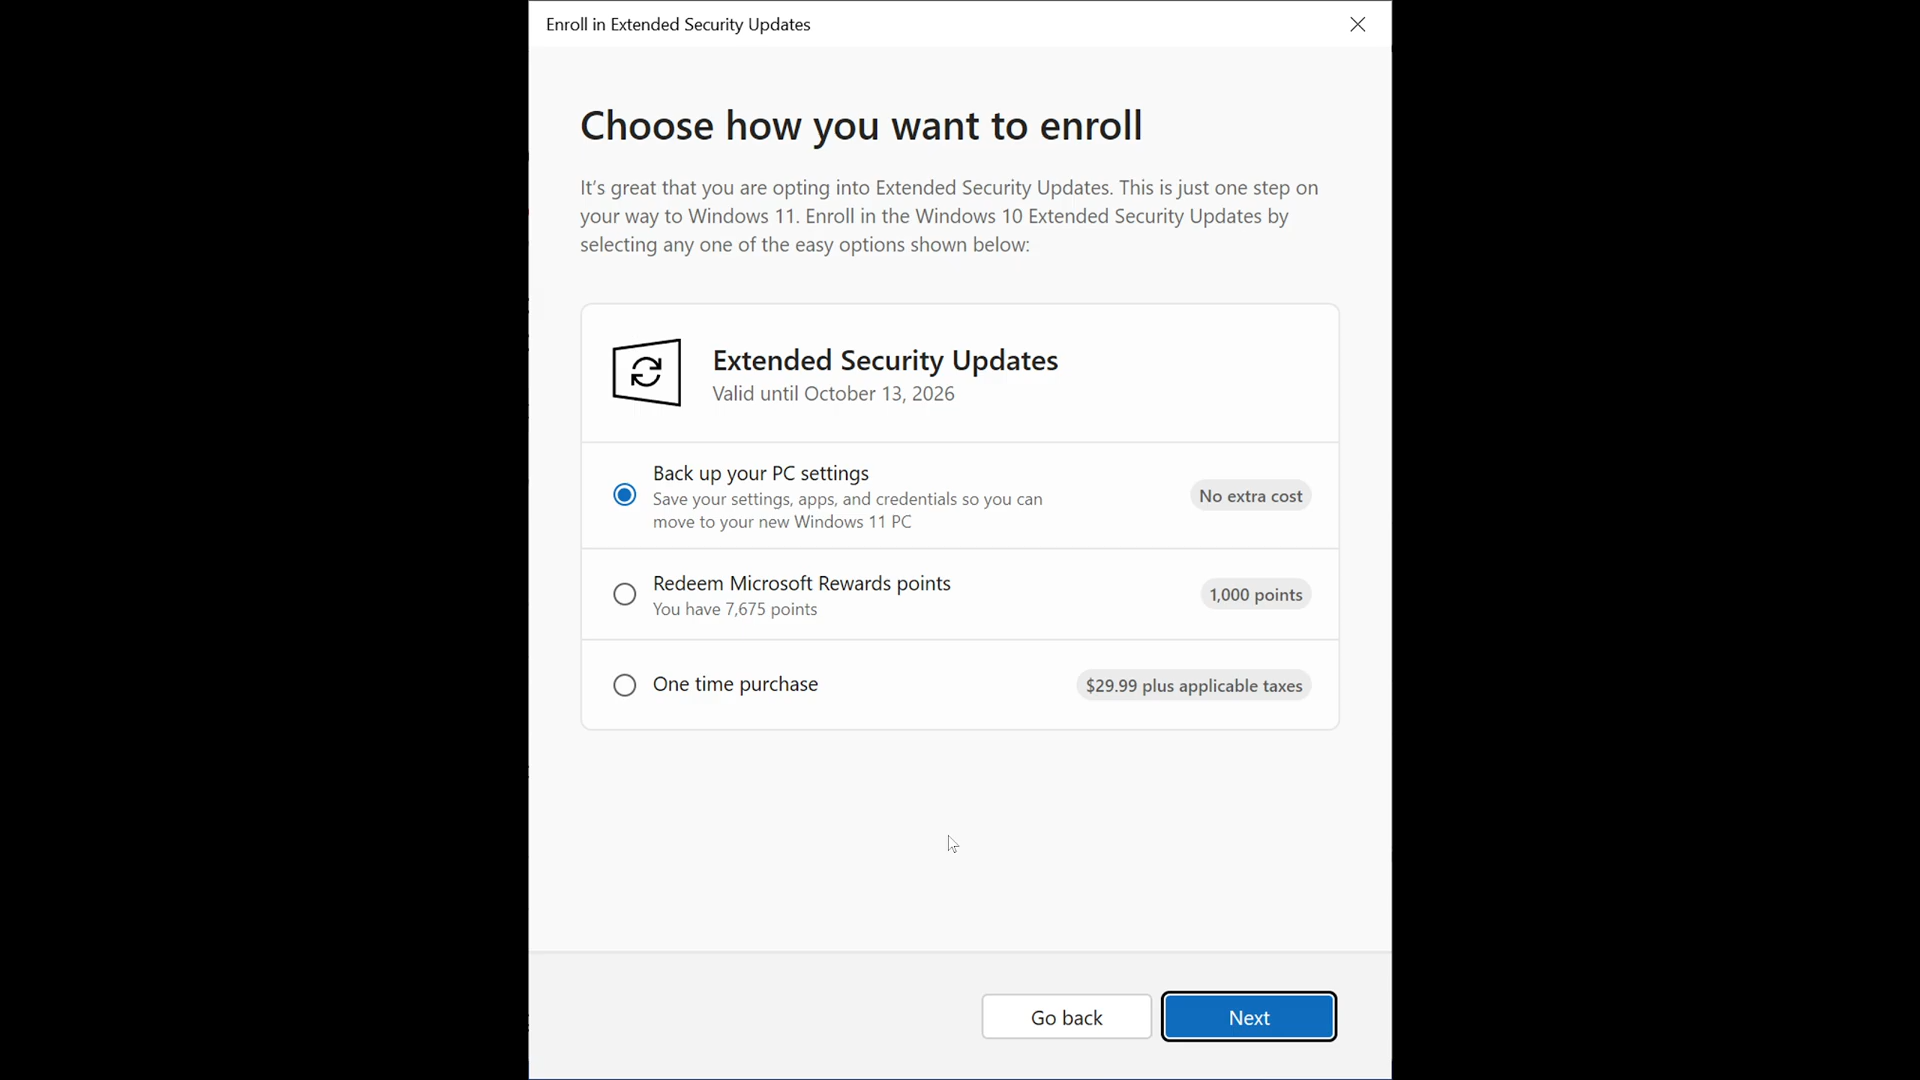 Enroll in Extended Security Updates
Choose how you want to enroll
It's great that you are opting into Extended Security Updates. This is just one step on
your way to Windows 11. Enroll in the Windows 10 Extended Security Updates by
selecting any one of the easy options shown below:
Extended Security Updates
Valid until October 13, 2026
Back up your PC settings
Save your settings, apps, and credentials so you can
move to your new Windows 11 PC
No extra cost
Redeem Microsoft Rewards points
You have 7,675 points
1,000 points
One time purchase
$29.99 plus applicable taxes
Go back
Next